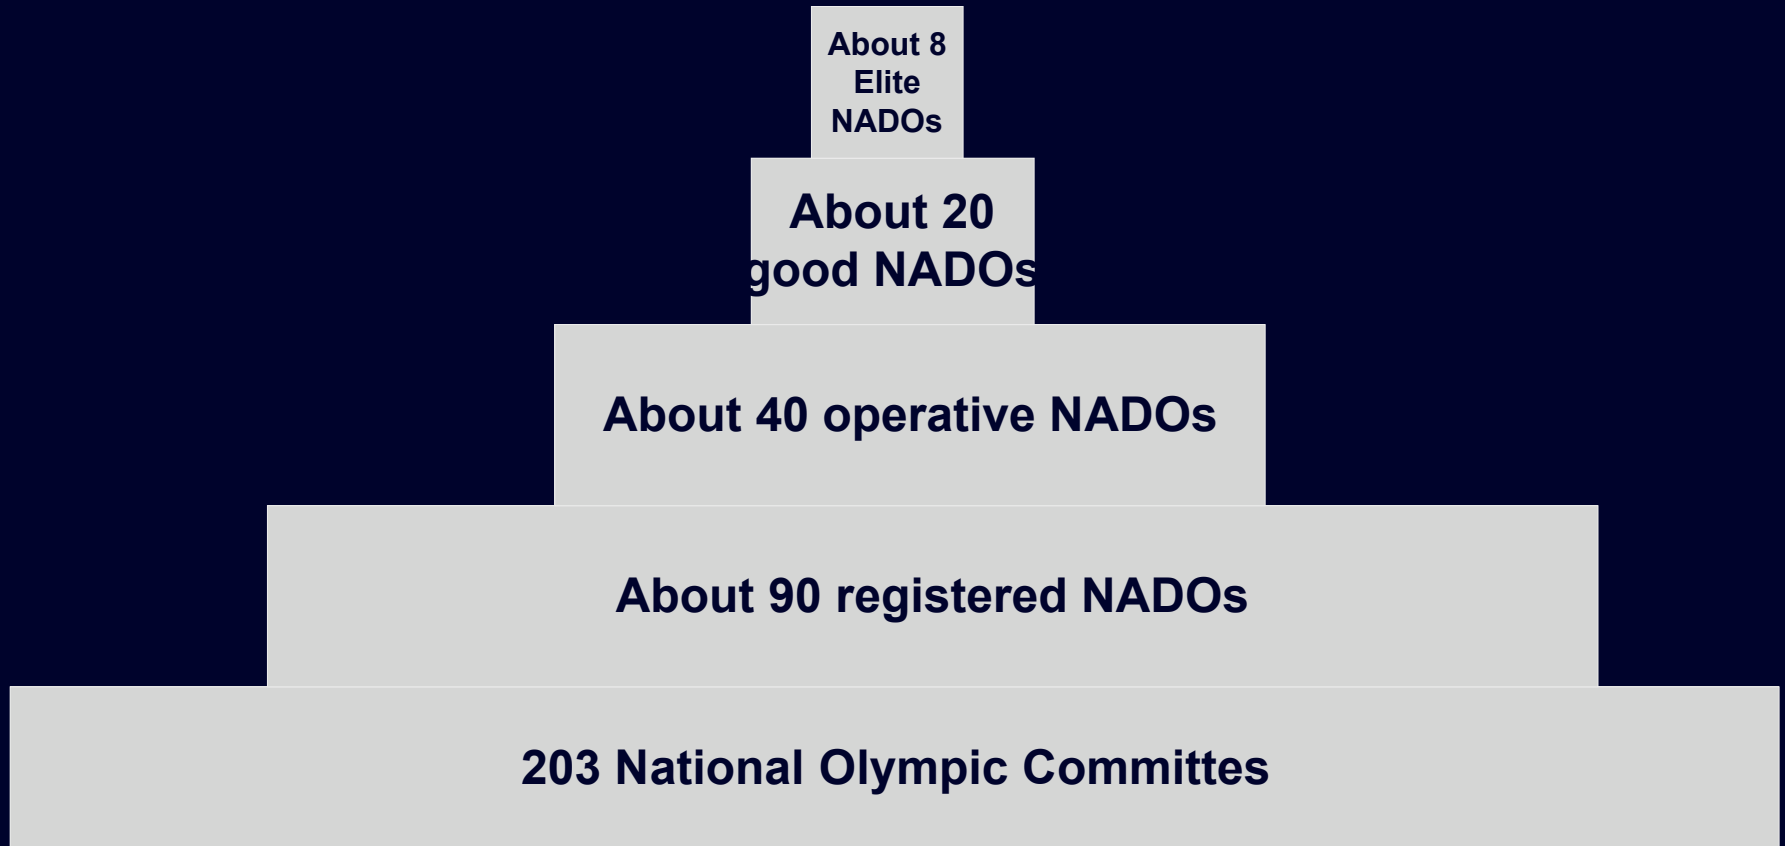 About 8
Elite
NADOs
About 20
good NADOs
About 40 operative NADOs
About 90 registered NADOs
203 National Olympic Committes